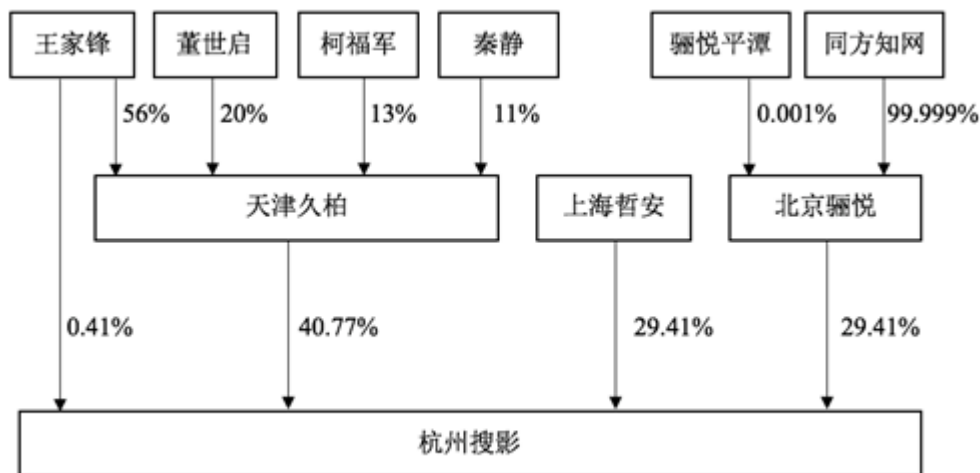 王家锋 董世启 柯福军 秦静 骊悦平潭 同方知网
56% 20% 13% 11% 0.001% 99.999%
天津久柏 上海哲安 北京骊悦
0.41% 40.77% 29.41% 29.41%
杭州搜影